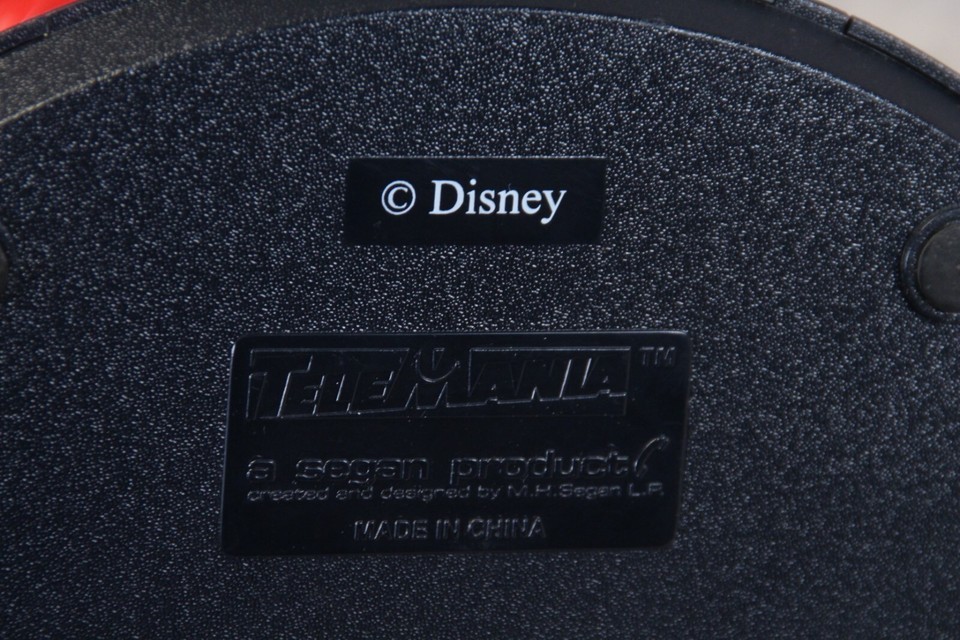 © Disney
TELEMANIA™
a segan product
created and designed by M.H. Segan L.P.
MADE IN CHINA